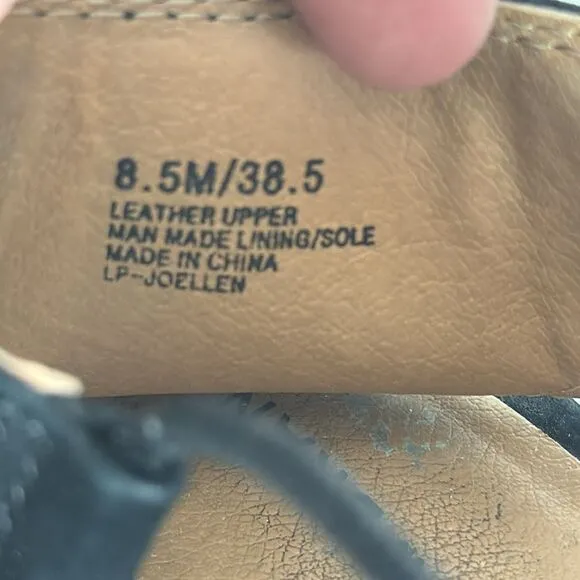 8.5M/38.5
LEATHER UPPER
MAN MADE LINING/SOLE
MADE IN CHINA
LP-JOELLEN